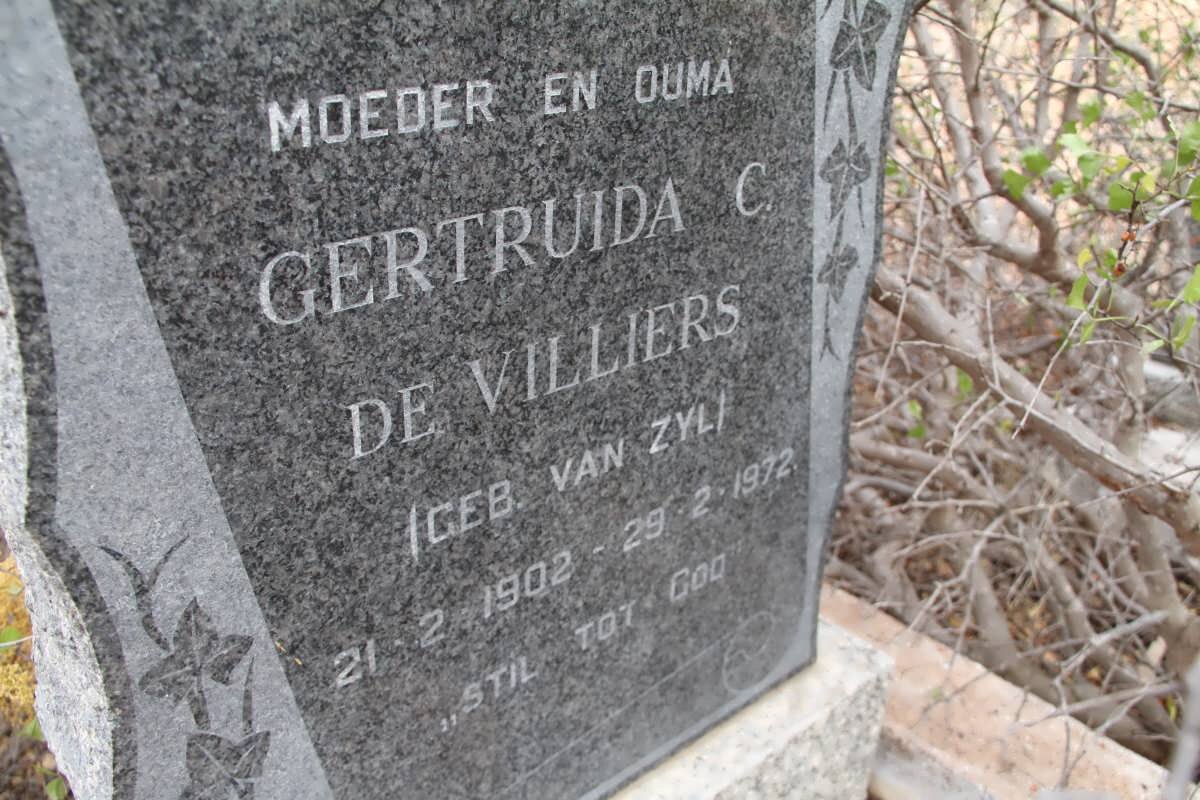 MOEDER EN OUMA
GERTRUIDA C.
DE VILLIERS
(GEB. VAN ZYL)
21-2-1902 - 29-2-1972.
„STIL TOT GOD"